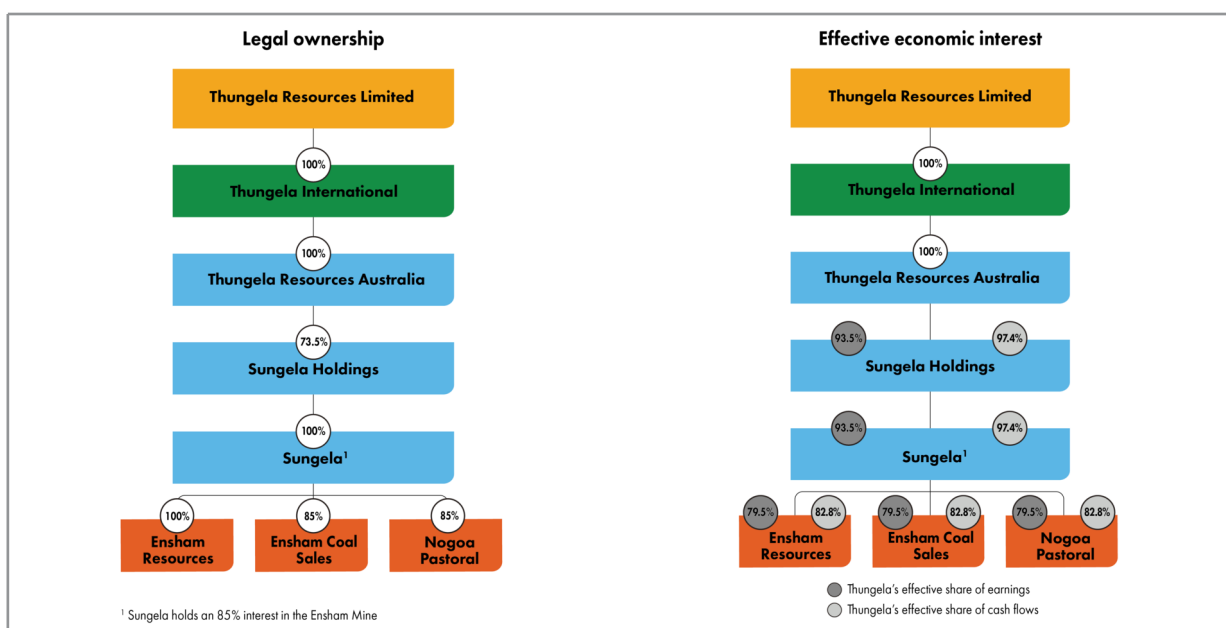 Legal ownership
Thungela Resources Limited
100%
Thungela International
100%
Thungela Resources Australia
73.5%
Sungela Holdings
100%
Sungela¹
100%
Ensham
Resources
85%
Ensham Coal
Sales
85%
Nogoa
Pastoral
¹ Sungela holds an 85% interest in the Ensham Mine
Effective economic interest
Thungela Resources Limited
100%
Thungela International
100%
Thungela Resources Australia
93.5% 97.4%
Sungela Holdings
93.5% 97.4%
Sungela¹
79.5% 82.8%
Ensham
Resources
79.5% 82.8%
Ensham Coal
Sales
79.5% 82.8%
Nogoa
Pastoral
Thungela's effective share of earnings
Thungela's effective share of cash flows